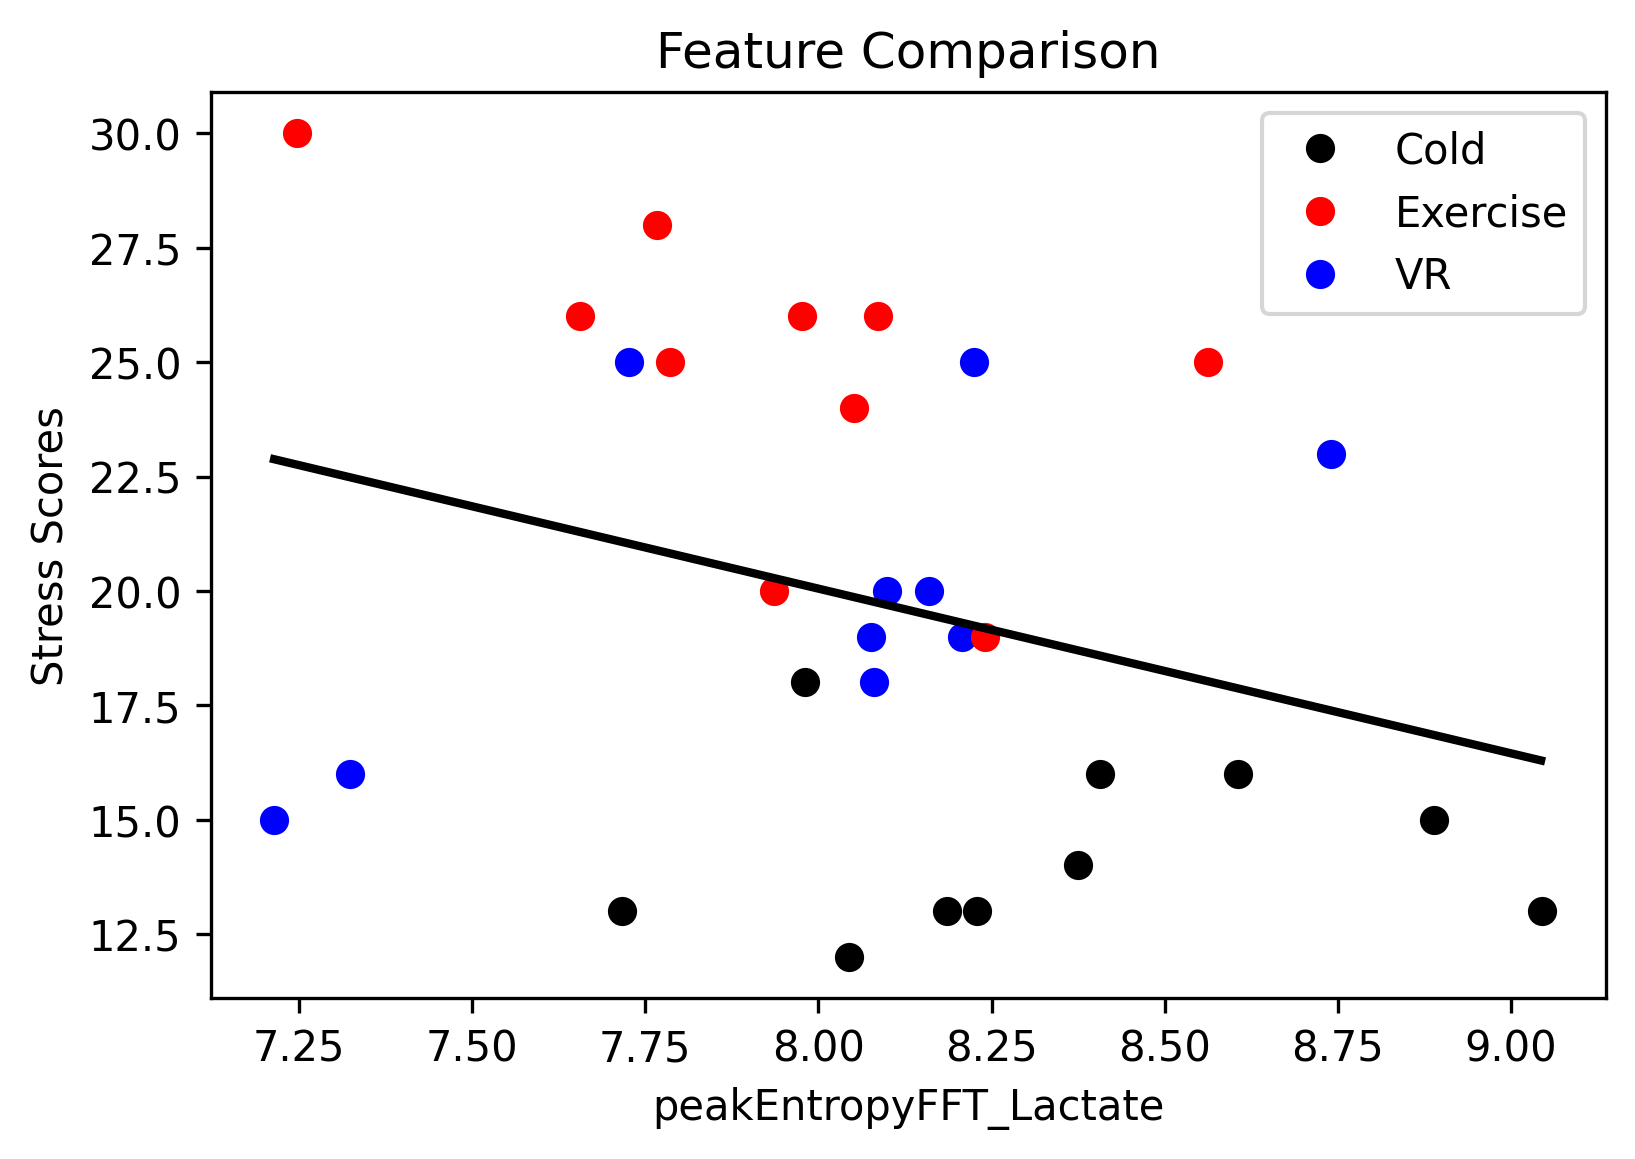 Feature Comparison
30.0
27.5
25.0
22.5
20.0
17.5
15.0
12.5
Stress Scores
Cold
Exercise
VR
7.25 7.50 7.75 8.00 8.25 8.50 8.75 9.00
peakEntropyFFT_Lactate